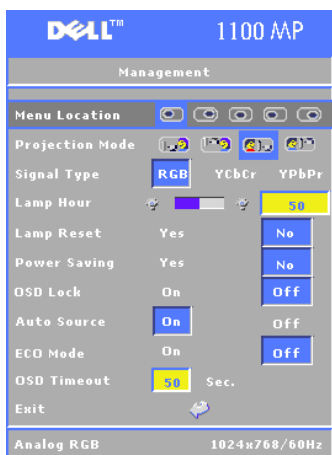 DELL™ 1100 MP
Management
Menu Location
Projection Mode
Signal Type RGB YCbCr YPbPr
Lamp Hour 50
Lamp Reset Yes No
Power Saving Yes No
OSD Lock On Off
Auto Source On Off
ECO Mode On Off
OSD Timeout 50 Sec.
Exit
Analog RGB 1024x768/60Hz